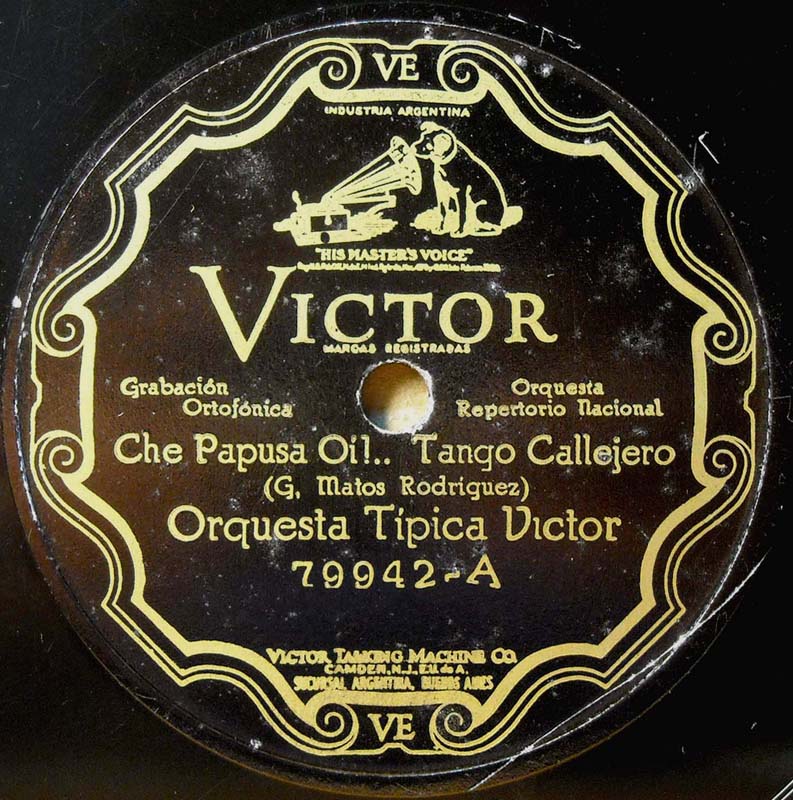 VE
INDUSTRIA ARGENTINA
"HIS MASTER'S VOICE"
VICTOR
MARCAS REGISTRADAS
Grabación Ortofónica
Orquesta Repertorio Nacional
Che Papusa Oí!.. Tango Callejero
(G. Matos Rodriguez)
Orquesta Típica Victor
79942-A
VICTOR TALKING MACHINE CO.
CAMDEN, N.J., E.U. de A.
SUCURSAL ARGENTINA, BUENOS AIRES
VE